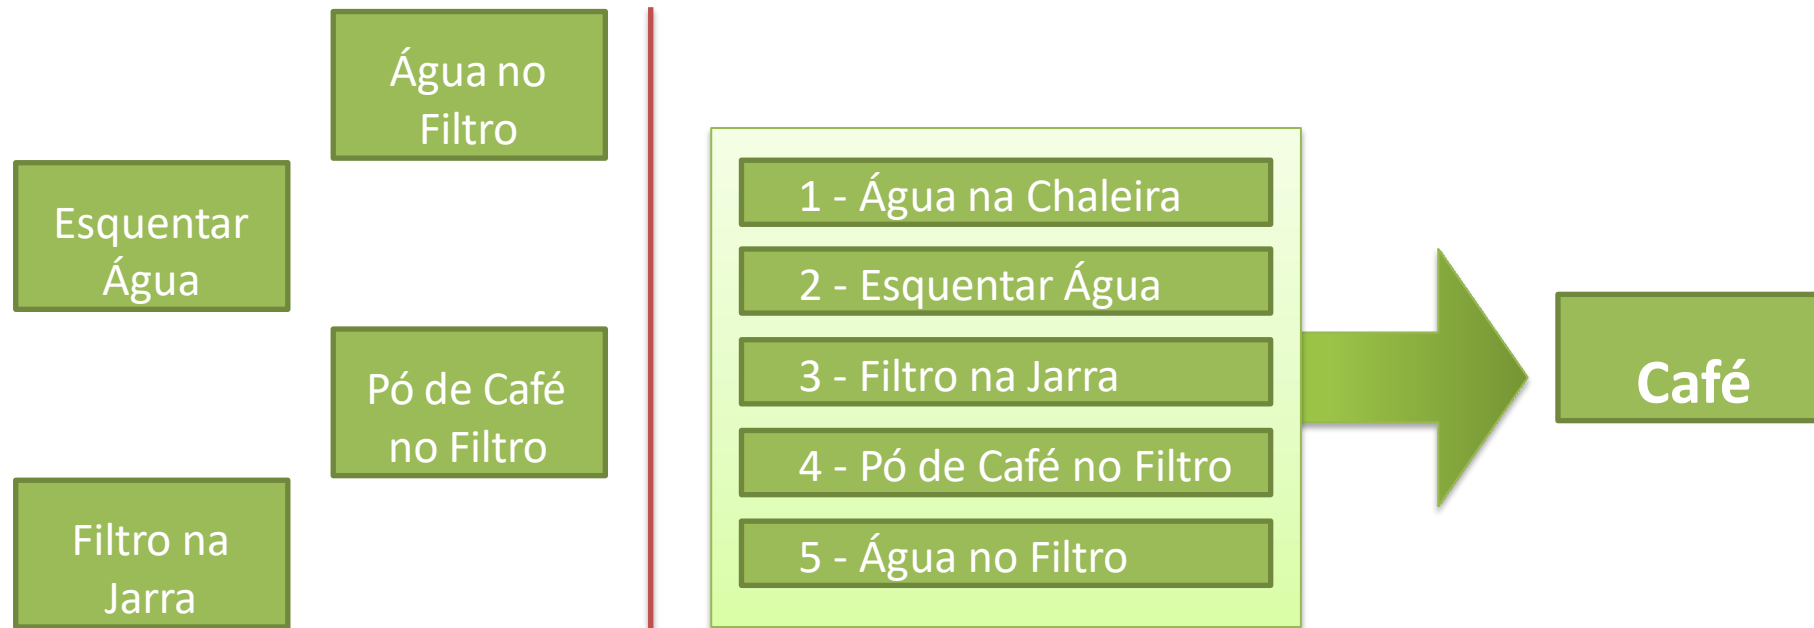 Água no
Filtro
Esquentar
Água
Pó de Café
no Filtro
Filtro na
Jarra
1 - Água na Chaleira
2 - Esquentar Água
3 - Filtro na Jarra
4 - Pó de Café no Filtro
5 - Água no Filtro
Café